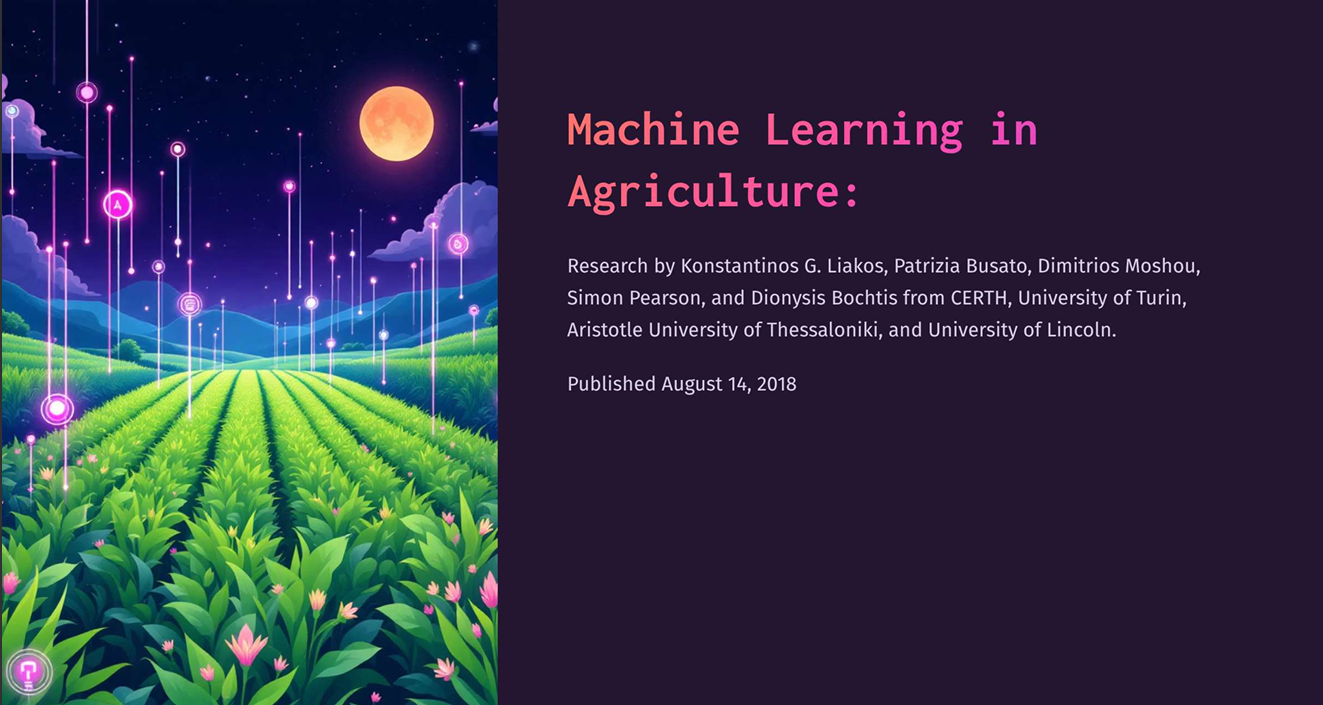 Machine Learning in
Agriculture:
Research by Konstantinos G. Liakos, Patrizia Busato, Dimitrios Moshou,
Simon Pearson, and Dionysis Bochtis from CERTH, University of Turin,
Aristotle University of Thessaloniki, and University of Lincoln.
Published August 14, 2018